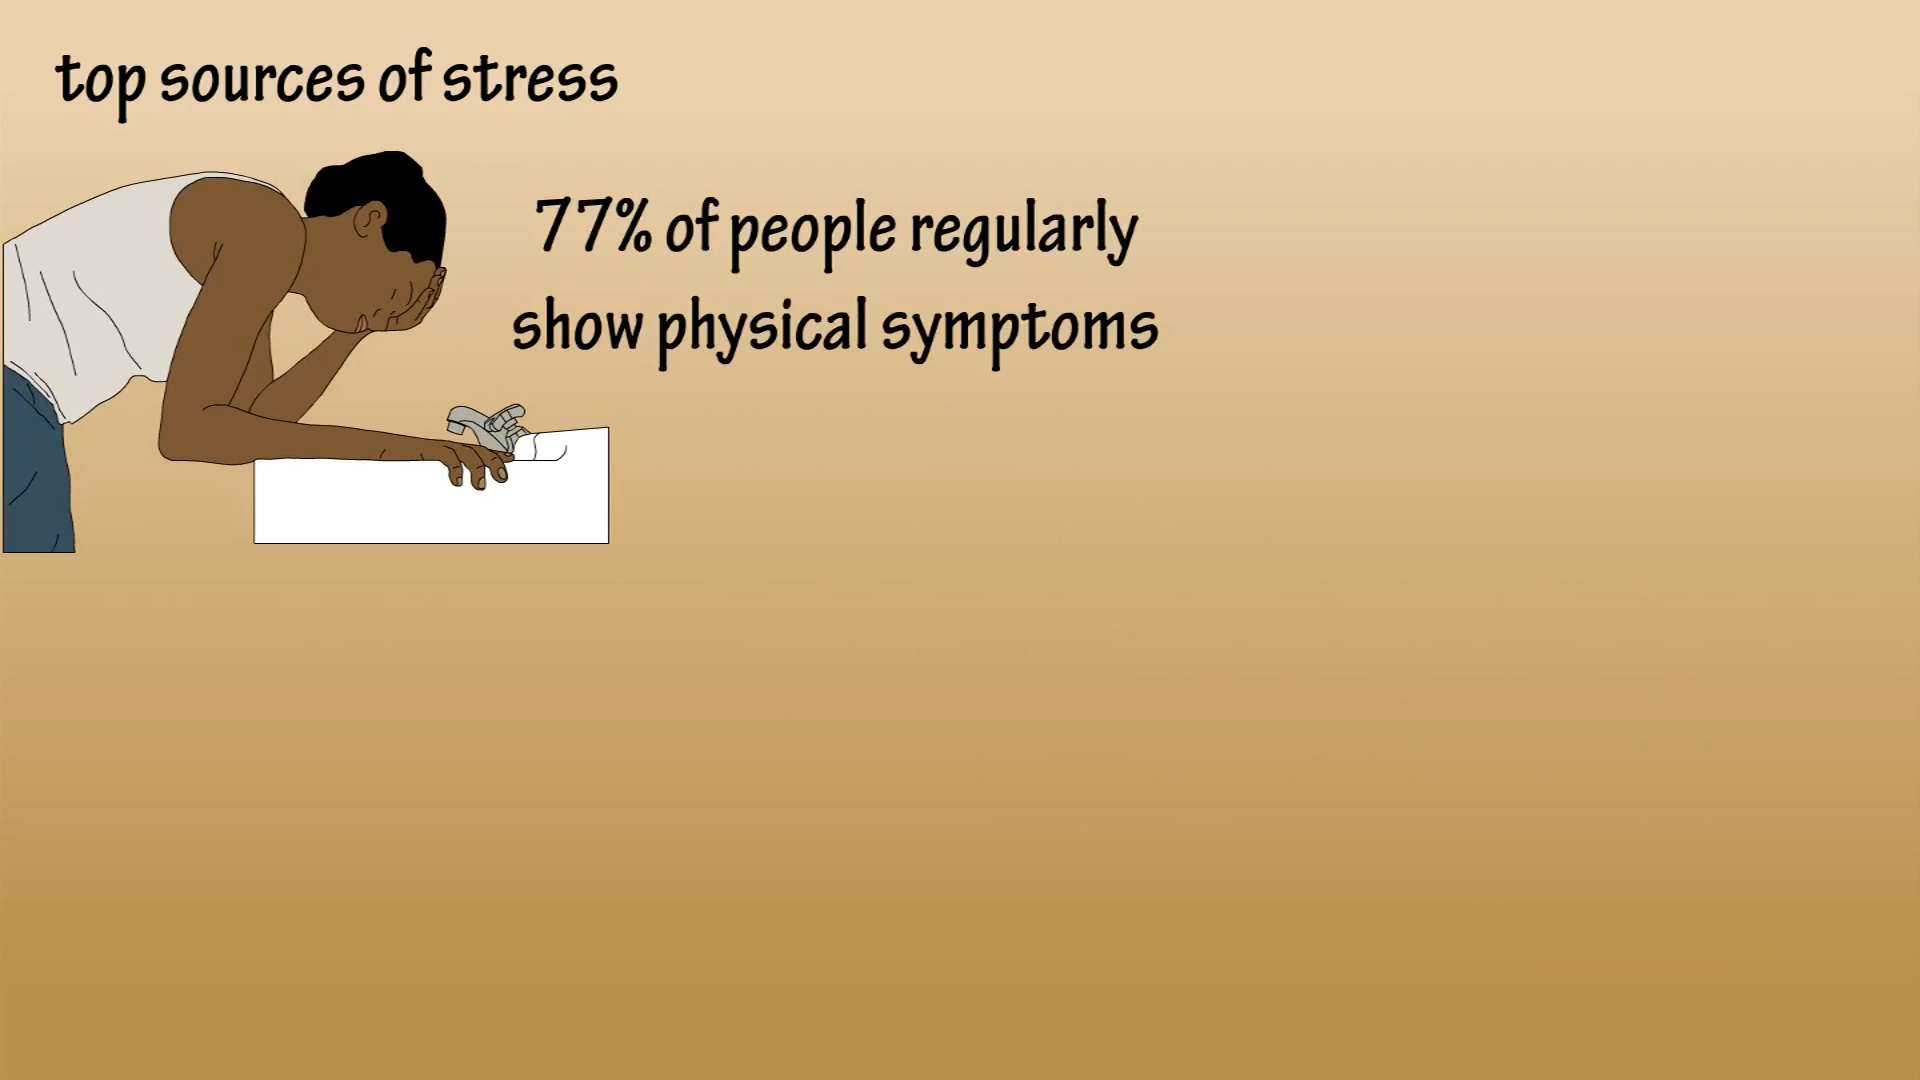 top sources of stress
77% of people regularly
show physical symptoms